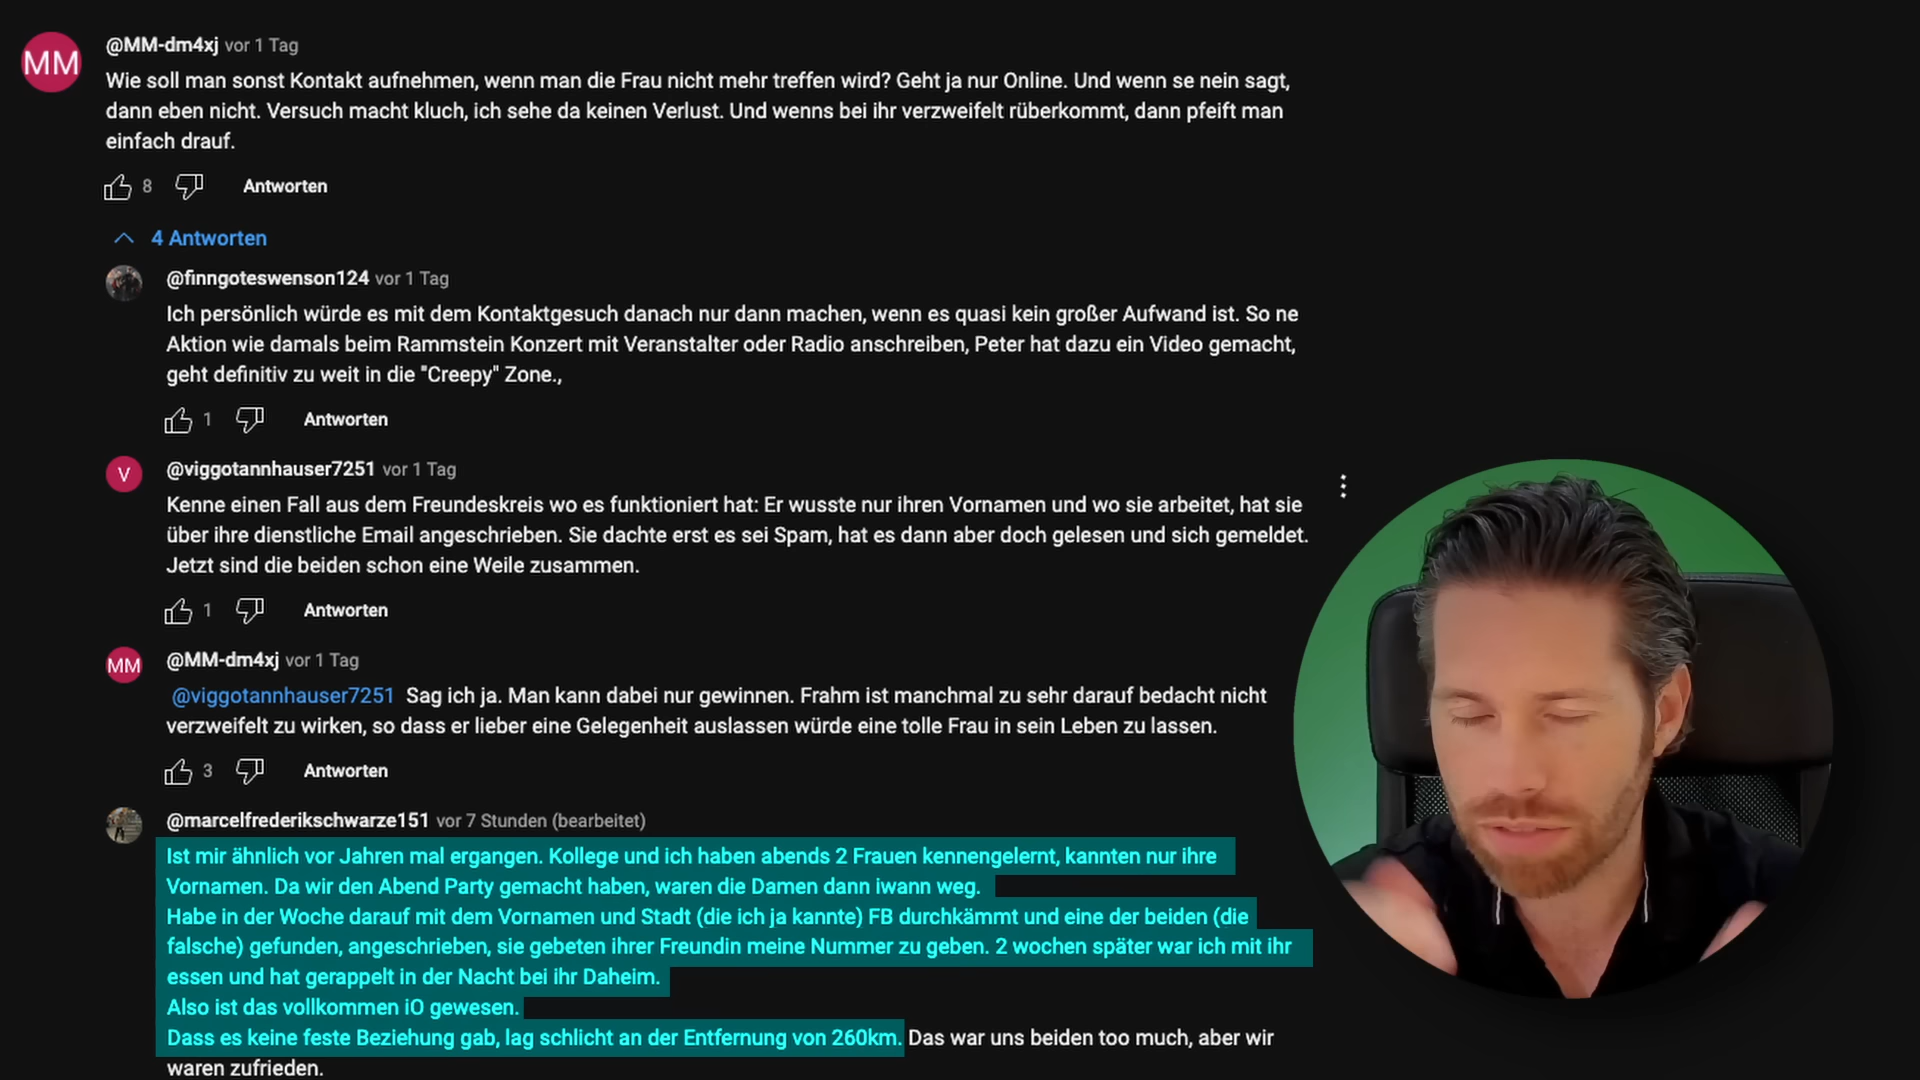 MM
@MM-dm4xj vor 1 Tag
Wie soll man sonst Kontakt aufnehmen, wenn man die Frau nicht mehr treffen wird? Geht ja nur Online. Und wenn se nein sagt,
dann eben nicht. Versuch macht kluch, ich sehe da keinen Verlust. Und wenns bei ihr verzweifelt rüberkommt, dann pfeift man
einfach drauf.
8 Antworten
4 Antworten
@finngoteswenson124 vor 1 Tag
Ich persönlich würde es mit dem Kontaktgesuch danach nur dann machen, wenn es quasi kein großer Aufwand ist. So ne
Aktion wie damals beim Rammstein Konzert mit Veranstalter oder Radio anschreiben, Peter hat dazu ein Video gemacht,
geht definitiv zu weit in die "Creepy" Zone.,
1 Antworten
V
@viggotannhauser7251 vor 1 Tag
Kenne einen Fall aus dem Freundeskreis wo es funktioniert hat: Er wusste nur ihren Vornamen und wo sie arbeitet, hat sie
über ihre dienstliche Email angeschrieben. Sie dachte erst es sei Spam, hat es dann aber doch gelesen und sich gemeldet.
Jetzt sind die beiden schon eine Weile zusammen.
1 Antworten
MM
@MM-dm4xj vor 1 Tag
@viggotannhauser7251 Sag ich ja. Man kann dabei nur gewinnen. Frahm ist manchmal zu sehr darauf bedacht nicht
verzweifelt zu wirken, so dass er lieber eine Gelegenheit auslassen würde eine tolle Frau in sein Leben zu lassen.
3 Antworten
@marcelfrederikschwarze151 vor 7 Stunden (bearbeitet)
Ist mir ähnlich vor Jahren mal ergangen. Kollege und ich haben abends 2 Frauen kennengelernt, kannten nur ihre
Vornamen. Da wir den Abend Party gemacht haben, waren die Damen dann iwann weg.
Habe in der Woche darauf mit dem Vornamen und Stadt (die ich ja kannte) FB durchkämmt und eine der beiden (die
falsche) gefunden, angeschrieben, sie gebeten ihrer Freundin meine Nummer zu geben. 2 wochen später war ich mit ihr
essen und hat gerappelt in der Nacht bei ihr Daheim.
Also ist das vollkommen iO gewesen.
Dass es keine feste Beziehung gab, lag schlicht an der Entfernung von 260km. Das war uns beiden too much, aber wir
waren zufrieden.